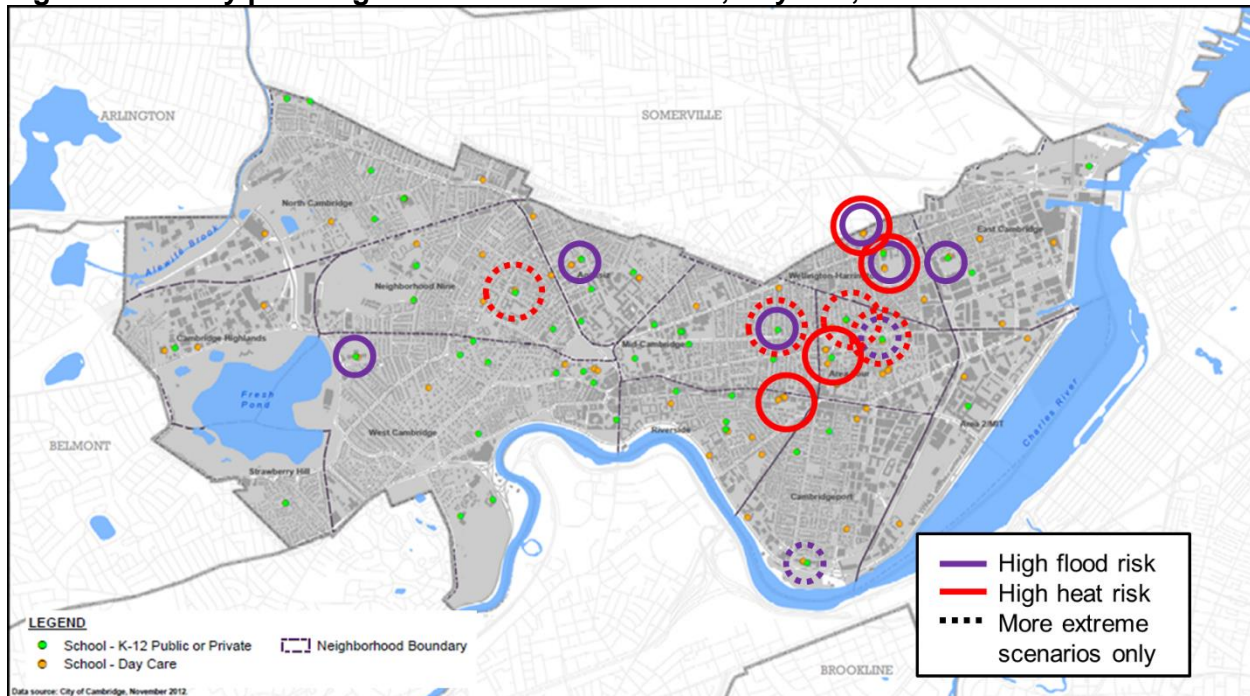 ARLINGTON
SOMERVILLE
North Cambridge
Alewife Brook
East Cambridge
Wellington-Harrin
Neighborhood Nine
Cambridge Highlands
Mid-Cambridge
Fresh
Pond
West Cambridge
Riverside
Area 2/MIT
Charles River
BELMONT
Strawberry Hill
Cambridgeport
High flood risk
High heat risk
More extreme
scenarios only
LEGEND
School - K-12 Public or Private
Neighborhood Boundary
School - Day Care
BROOKLINE
Data source: City of Cambridge, November 2012.